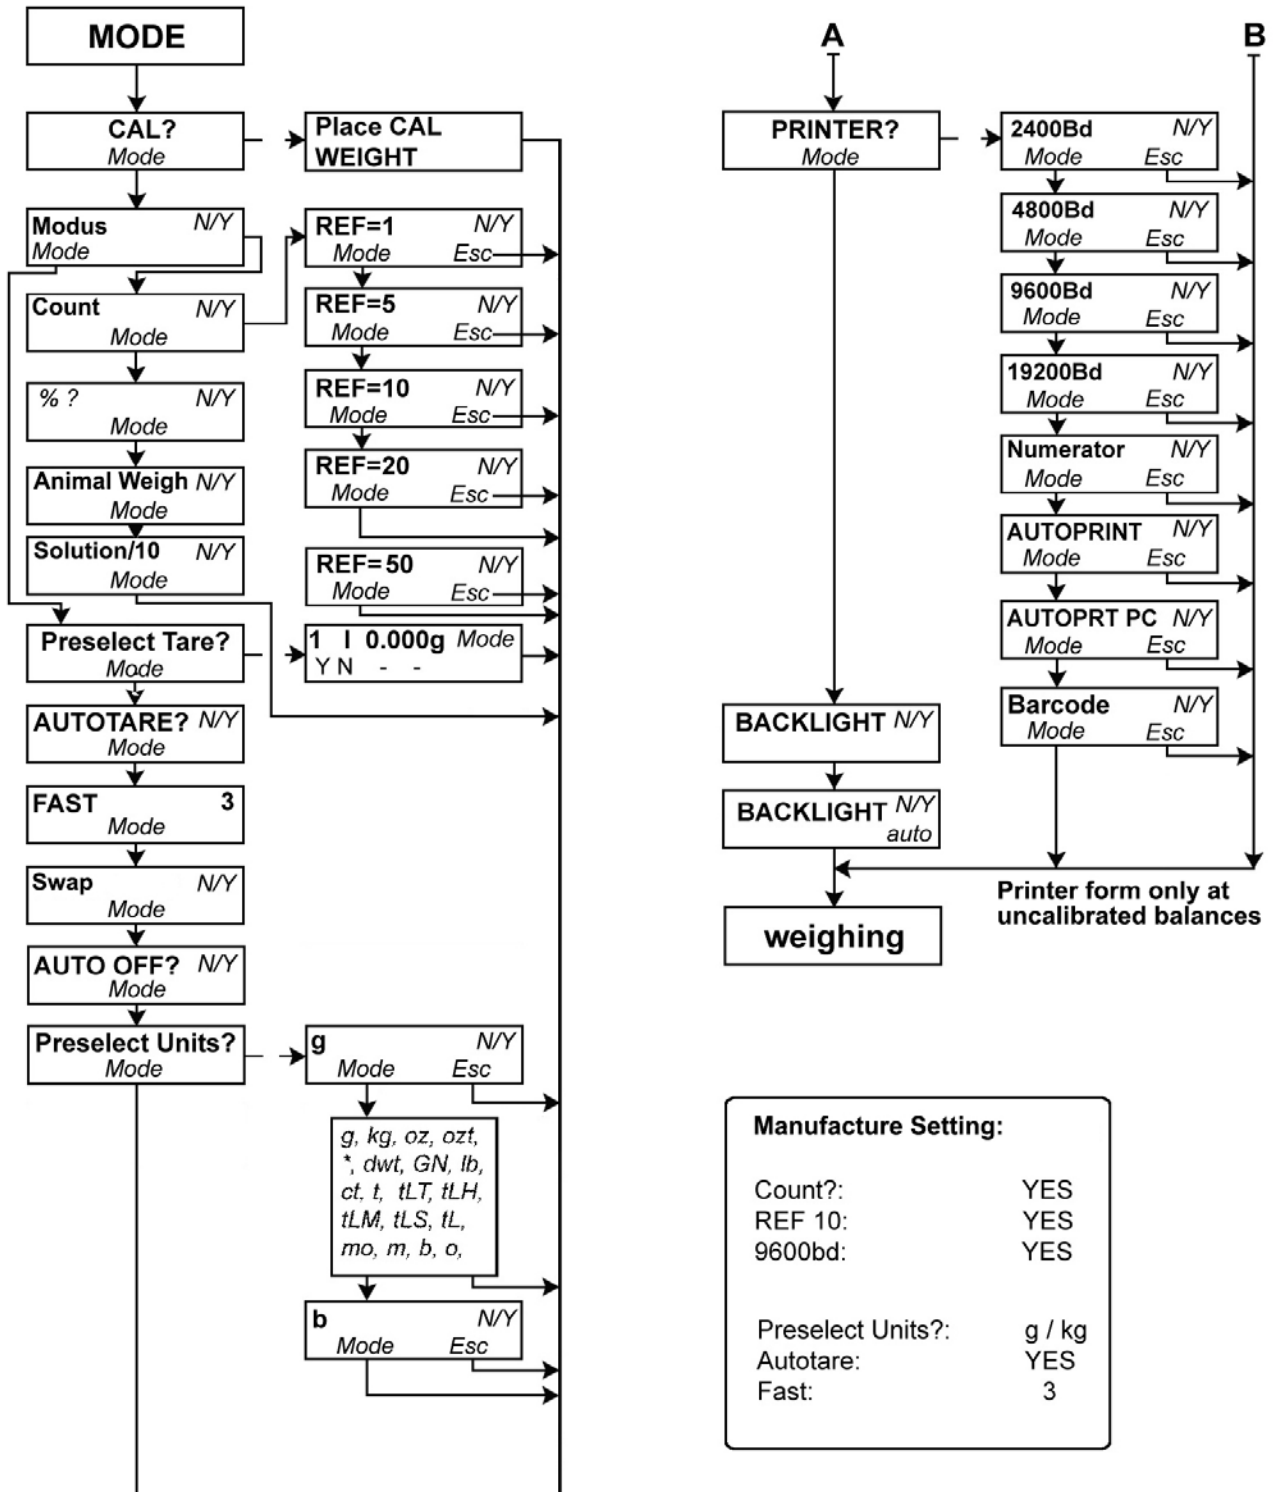 MODE
CAL?
Mode
Place CAL
WEIGHT
Modus N/Y
Mode
REF=1 N/Y
Mode Esc
Count N/Y
Mode
REF=5 N/Y
Mode Esc
% ? N/Y
Mode
REF=10 N/Y
Mode Esc
Animal Weigh N/Y
Mode
REF=20 N/Y
Mode Esc
Solution/10 N/Y
Mode
REF=50 N/Y
Mode Esc
Preselect Tare?
Mode
1 I 0.000g Mode
Y N - -
AUTOTARE? N/Y
Mode
FAST 3
Mode
Swap N/Y
Mode
AUTO OFF? N/Y
Mode
Preselect Units?
Mode
g N/Y
Mode Esc
g, kg, oz, ozt,
*, dwt, GN, lb,
ct, t, tLT, tLH,
tLM, tLS, tL,
mo, m, b, o,
b N/Y
Mode Esc
A
B
PRINTER?
Mode
2400Bd N/Y
Mode Esc
4800Bd N/Y
Mode Esc
9600Bd N/Y
Mode Esc
19200Bd N/Y
Mode Esc
Numerator N/Y
Mode Esc
AUTOPRINT N/Y
Mode Esc
AUTOPRT PC N/Y
Mode Esc
Barcode N/Y
Mode Esc
BACKLIGHT N/Y
BACKLIGHT N/Y
auto
Printer form only at
uncalibrated balances
weighing
Manufacture Setting:
Count?: YES
REF 10: YES
9600bd: YES
Preselect Units?: g / kg
Autotare: YES
Fast: 3